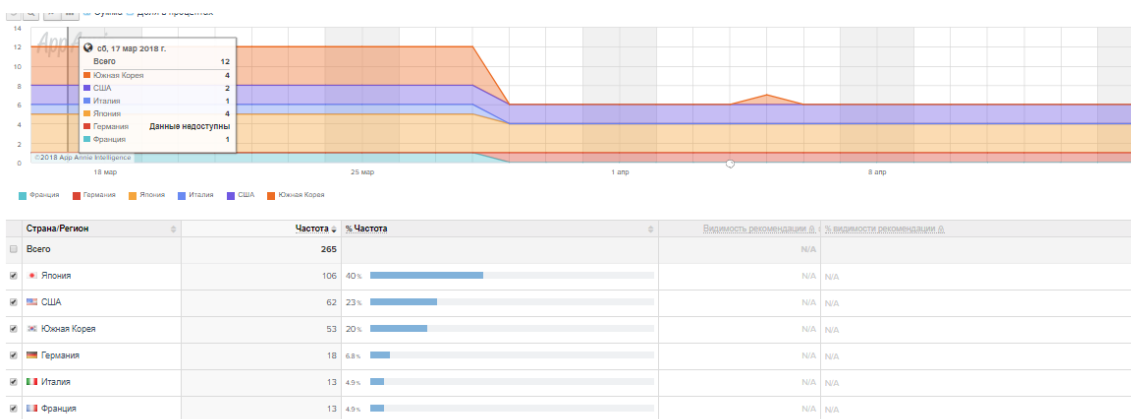 Сумма Доли в процентах
14
12
10
8
6
4
2
0
App Annie
сб, 17 мар 2018 г.
Всего 12
Южная Корея 4
США 2
Италия 1
Япония 4
Германия Данные недоступны
Франция 1
©2018 App Annie Intelligence
18 мар 25 мар 1 апр 8 апр
Франция Германия Япония Италия США Южная Корея
Страна/Регион Частота % Частота Видимость рекомендации % видимости рекомендации
Всего 265 N/A
Япония 106 40% N/A N/A
США 62 23% N/A N/A
Южная Корея 53 20% N/A N/A
Германия 18 6.8% N/A N/A
Италия 13 4.9% N/A N/A
Франция 13 4.9% N/A N/A